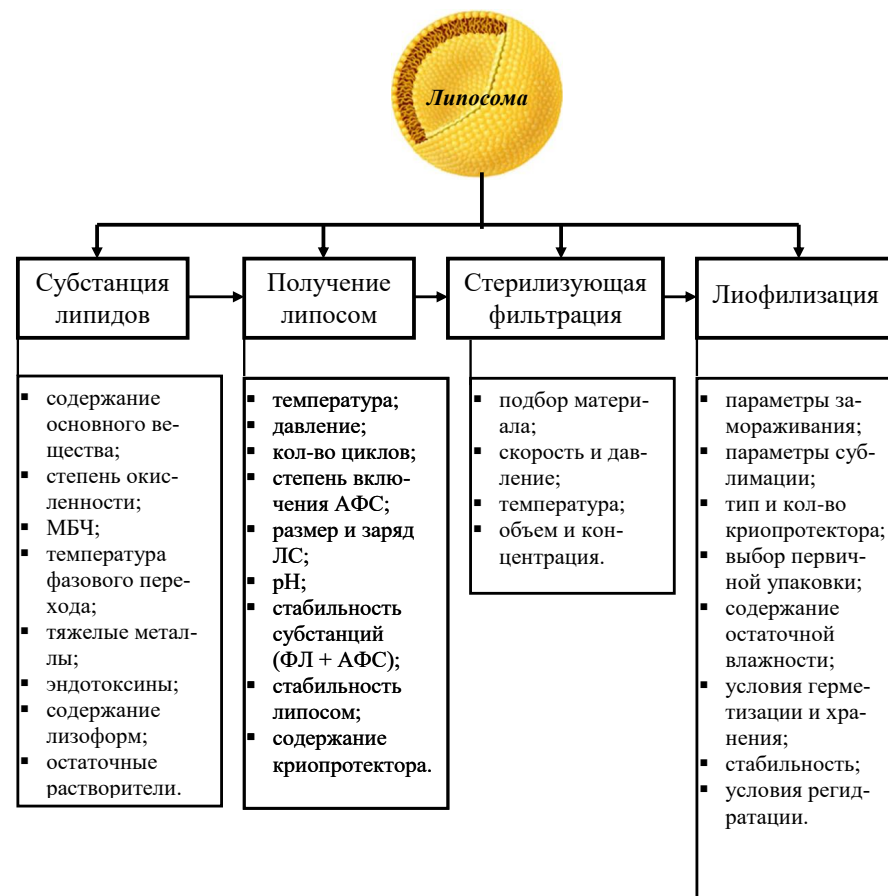 Липосома
Субстанция
липидов
Получение
липосом
Стерилизующая
фильтрация
Лиофилизация
▪ содержание
основного ве-
щества;
▪ степень окис-
ленности;
▪ МБЧ;
▪ температура
фазового пере-
хода;
▪ тяжелые метал-
лы;
▪ эндотоксины;
▪ содержание
лизоформ;
▪ остаточные
растворители.
▪ температура;
▪ давление;
▪ кол-во циклов;
▪ степень вклю-
чения АФС;
▪ размер и заряд
ЛС;
▪ pH;
▪ стабильность
субстанций
(ФЛ + АФС);
▪ стабильность
липосом;
▪ содержание
криопротектора.
▪ подбор матери-
ала;
▪ скорость и дав-
ление;
▪ температура;
▪ объем и кон-
центрация.
▪ параметры за-
мораживания;
▪ параметры суб-
лимации;
▪ тип и кол-во
криопротектора;
▪ выбор первич-
ной упаковки;
▪ содержание
остаточной
влажности;
▪ условия герме-
тизации и хра-
нения;
▪ стабильность;
▪ условия регид-
ратации.